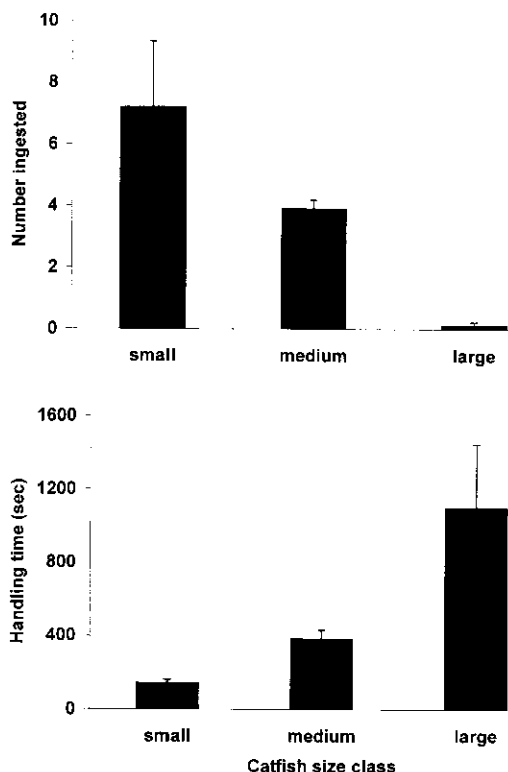 10
8
6
4
2
0
Number ingested
small medium large
1600
1200
800
400
0
Handling time (sec)
small medium large
Catfish size class